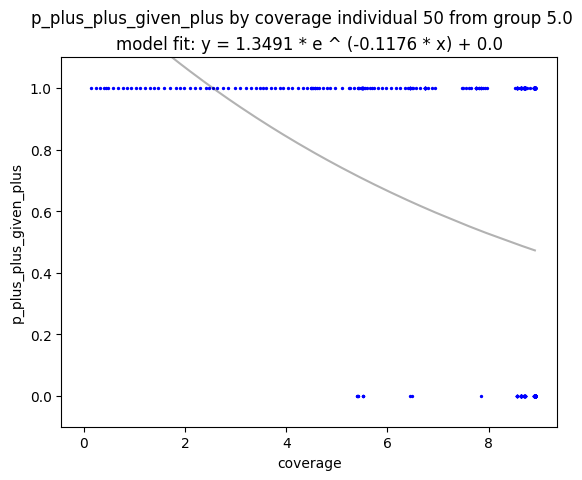 p_plus_plus_given_plus by coverage individual 50 from group 5.0
model fit: y = 1.3491 * e ^ (-0.1176 * x) + 0.0
p_plus_plus_given_plus
1.0
0.8
0.6
0.4
0.2
0.0
0 2 4 6 8
coverage